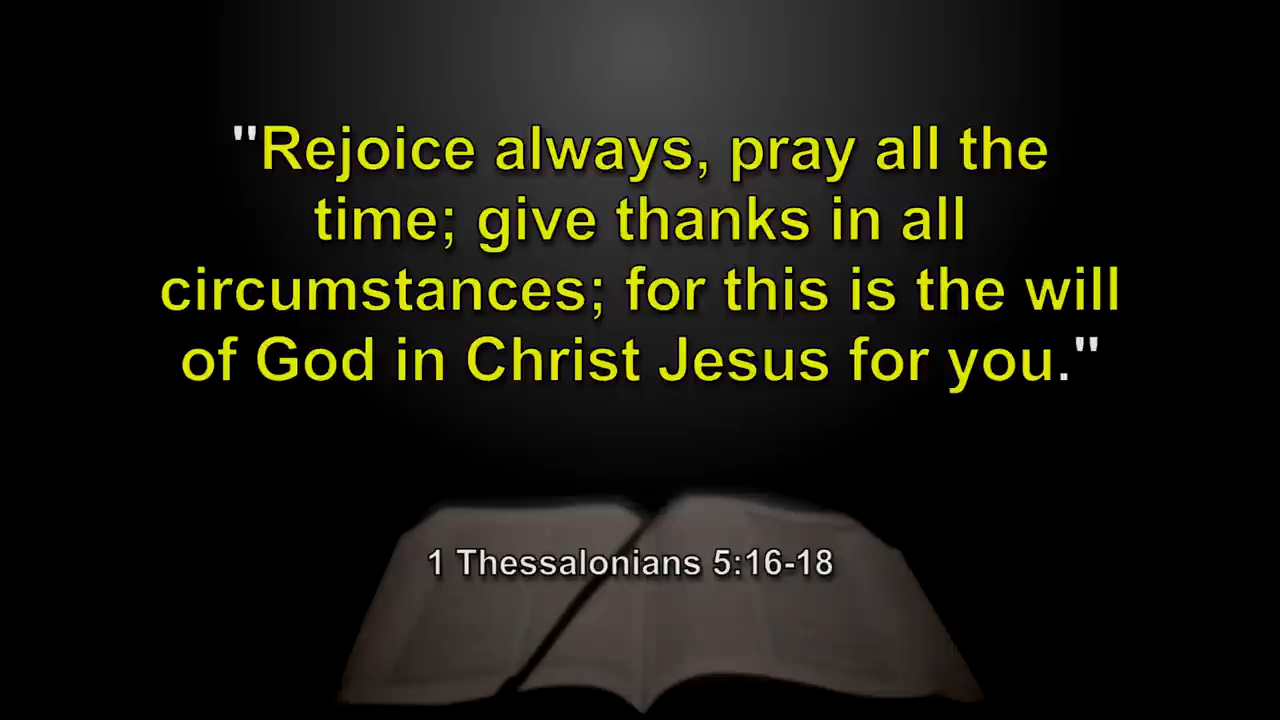 "Rejoice always, pray all the
time; give thanks in all
circumstances; for this is the will
of God in Christ Jesus for you."
1 Thessalonians 5:16-18